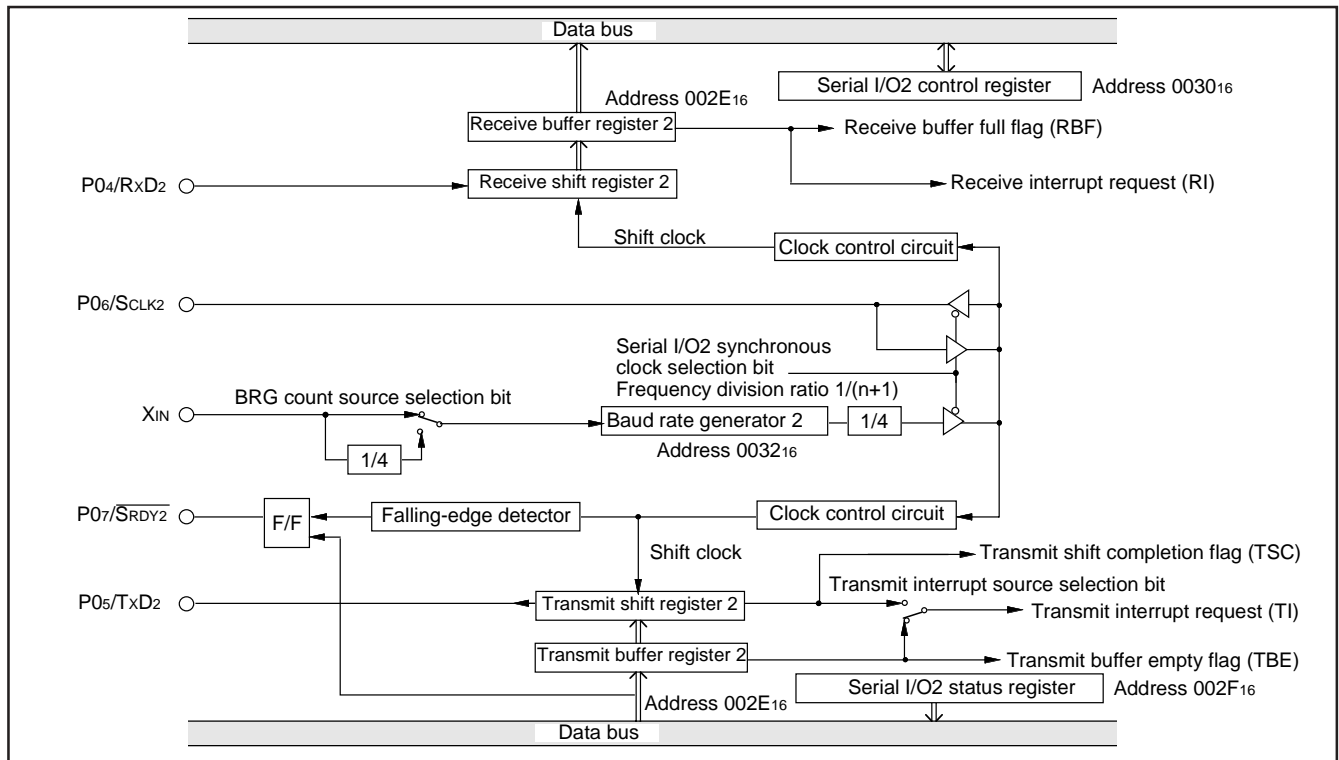 Data bus
Serial I/O2 control register
Address 003016
Address 002E16
Receive buffer register 2
Receive buffer full flag (RBF)
P04/RxD2
Receive shift register 2
Receive interrupt request (RI)
Shift clock
Clock control circuit
P06/SCLK2
Serial I/O2 synchronous
clock selection bit
Frequency division ratio 1/(n+1)
BRG count source selection bit
XIN
Baud rate generator 2
1/4
1/4
Address 003216
P07/SRDY2
F/F
Falling-edge detector
Clock control circuit
Shift clock
Transmit shift completion flag (TSC)
Transmit interrupt source selection bit
P05/TxD2
Transmit shift register 2
Transmit interrupt request (TI)
Transmit buffer register 2
Transmit buffer empty flag (TBE)
Address 002E16
Serial I/O2 status register
Address 002F16
Data bus